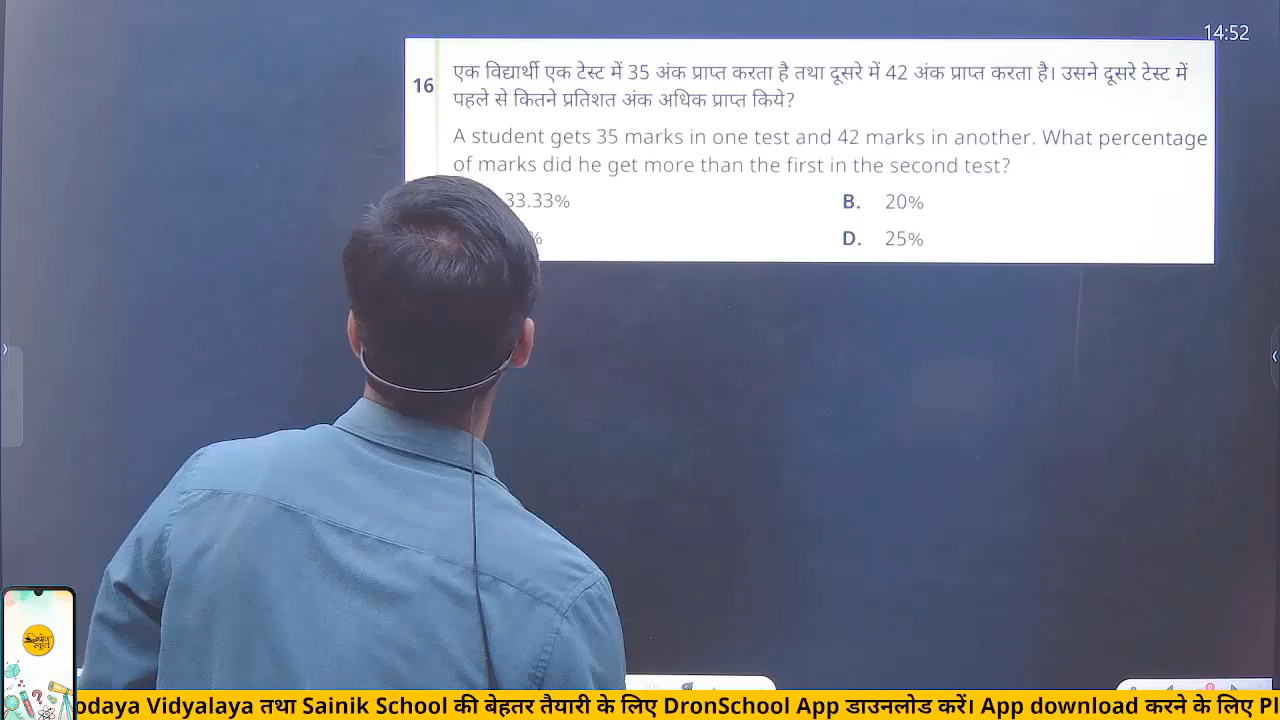 14:52
16
एक विद्यार्थी एक टेस्ट में 35 अंक प्राप्त करता है तथा दूसरे में 42 अंक प्राप्त करता है। उसने दूसरे टेस्ट में
पहले से कितने प्रतिशत अंक अधिक प्राप्त किये?
A student gets 35 marks in one test and 42 marks in another. What percentage
of marks did he get more than the first in the second test?
33.33% B. 20%
% D. 25%
odaya Vidyalaya तथा Sainik School की बेहतर तैयारी के लिए DronSchool App डाउनलोड करें। App download करने के लिए Pl